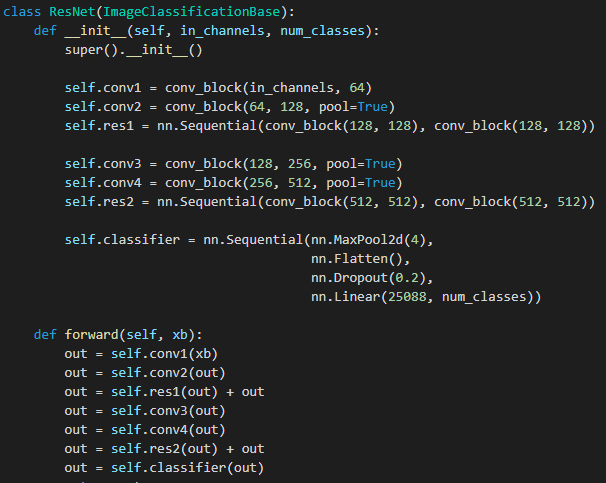 class ResNet(ImageClassificationBase):
    def __init__(self, in_channels, num_classes):
        super().__init__()

        self.conv1 = conv_block(in_channels, 64)
        self.conv2 = conv_block(64, 128, pool=True)
        self.res1 = nn.Sequential(conv_block(128, 128), conv_block(128, 128))

        self.conv3 = conv_block(128, 256, pool=True)
        self.conv4 = conv_block(256, 512, pool=True)
        self.res2 = nn.Sequential(conv_block(512, 512), conv_block(512, 512))

        self.classifier = nn.Sequential(nn.MaxPool2d(4),
                                        nn.Flatten(),
                                        nn.Dropout(0.2),
                                        nn.Linear(25088, num_classes))

    def forward(self, xb):
        out = self.conv1(xb)
        out = self.conv2(out)
        out = self.res1(out) + out
        out = self.conv3(out)
        out = self.conv4(out)
        out = self.res2(out) + out
        out = self.classifier(out)